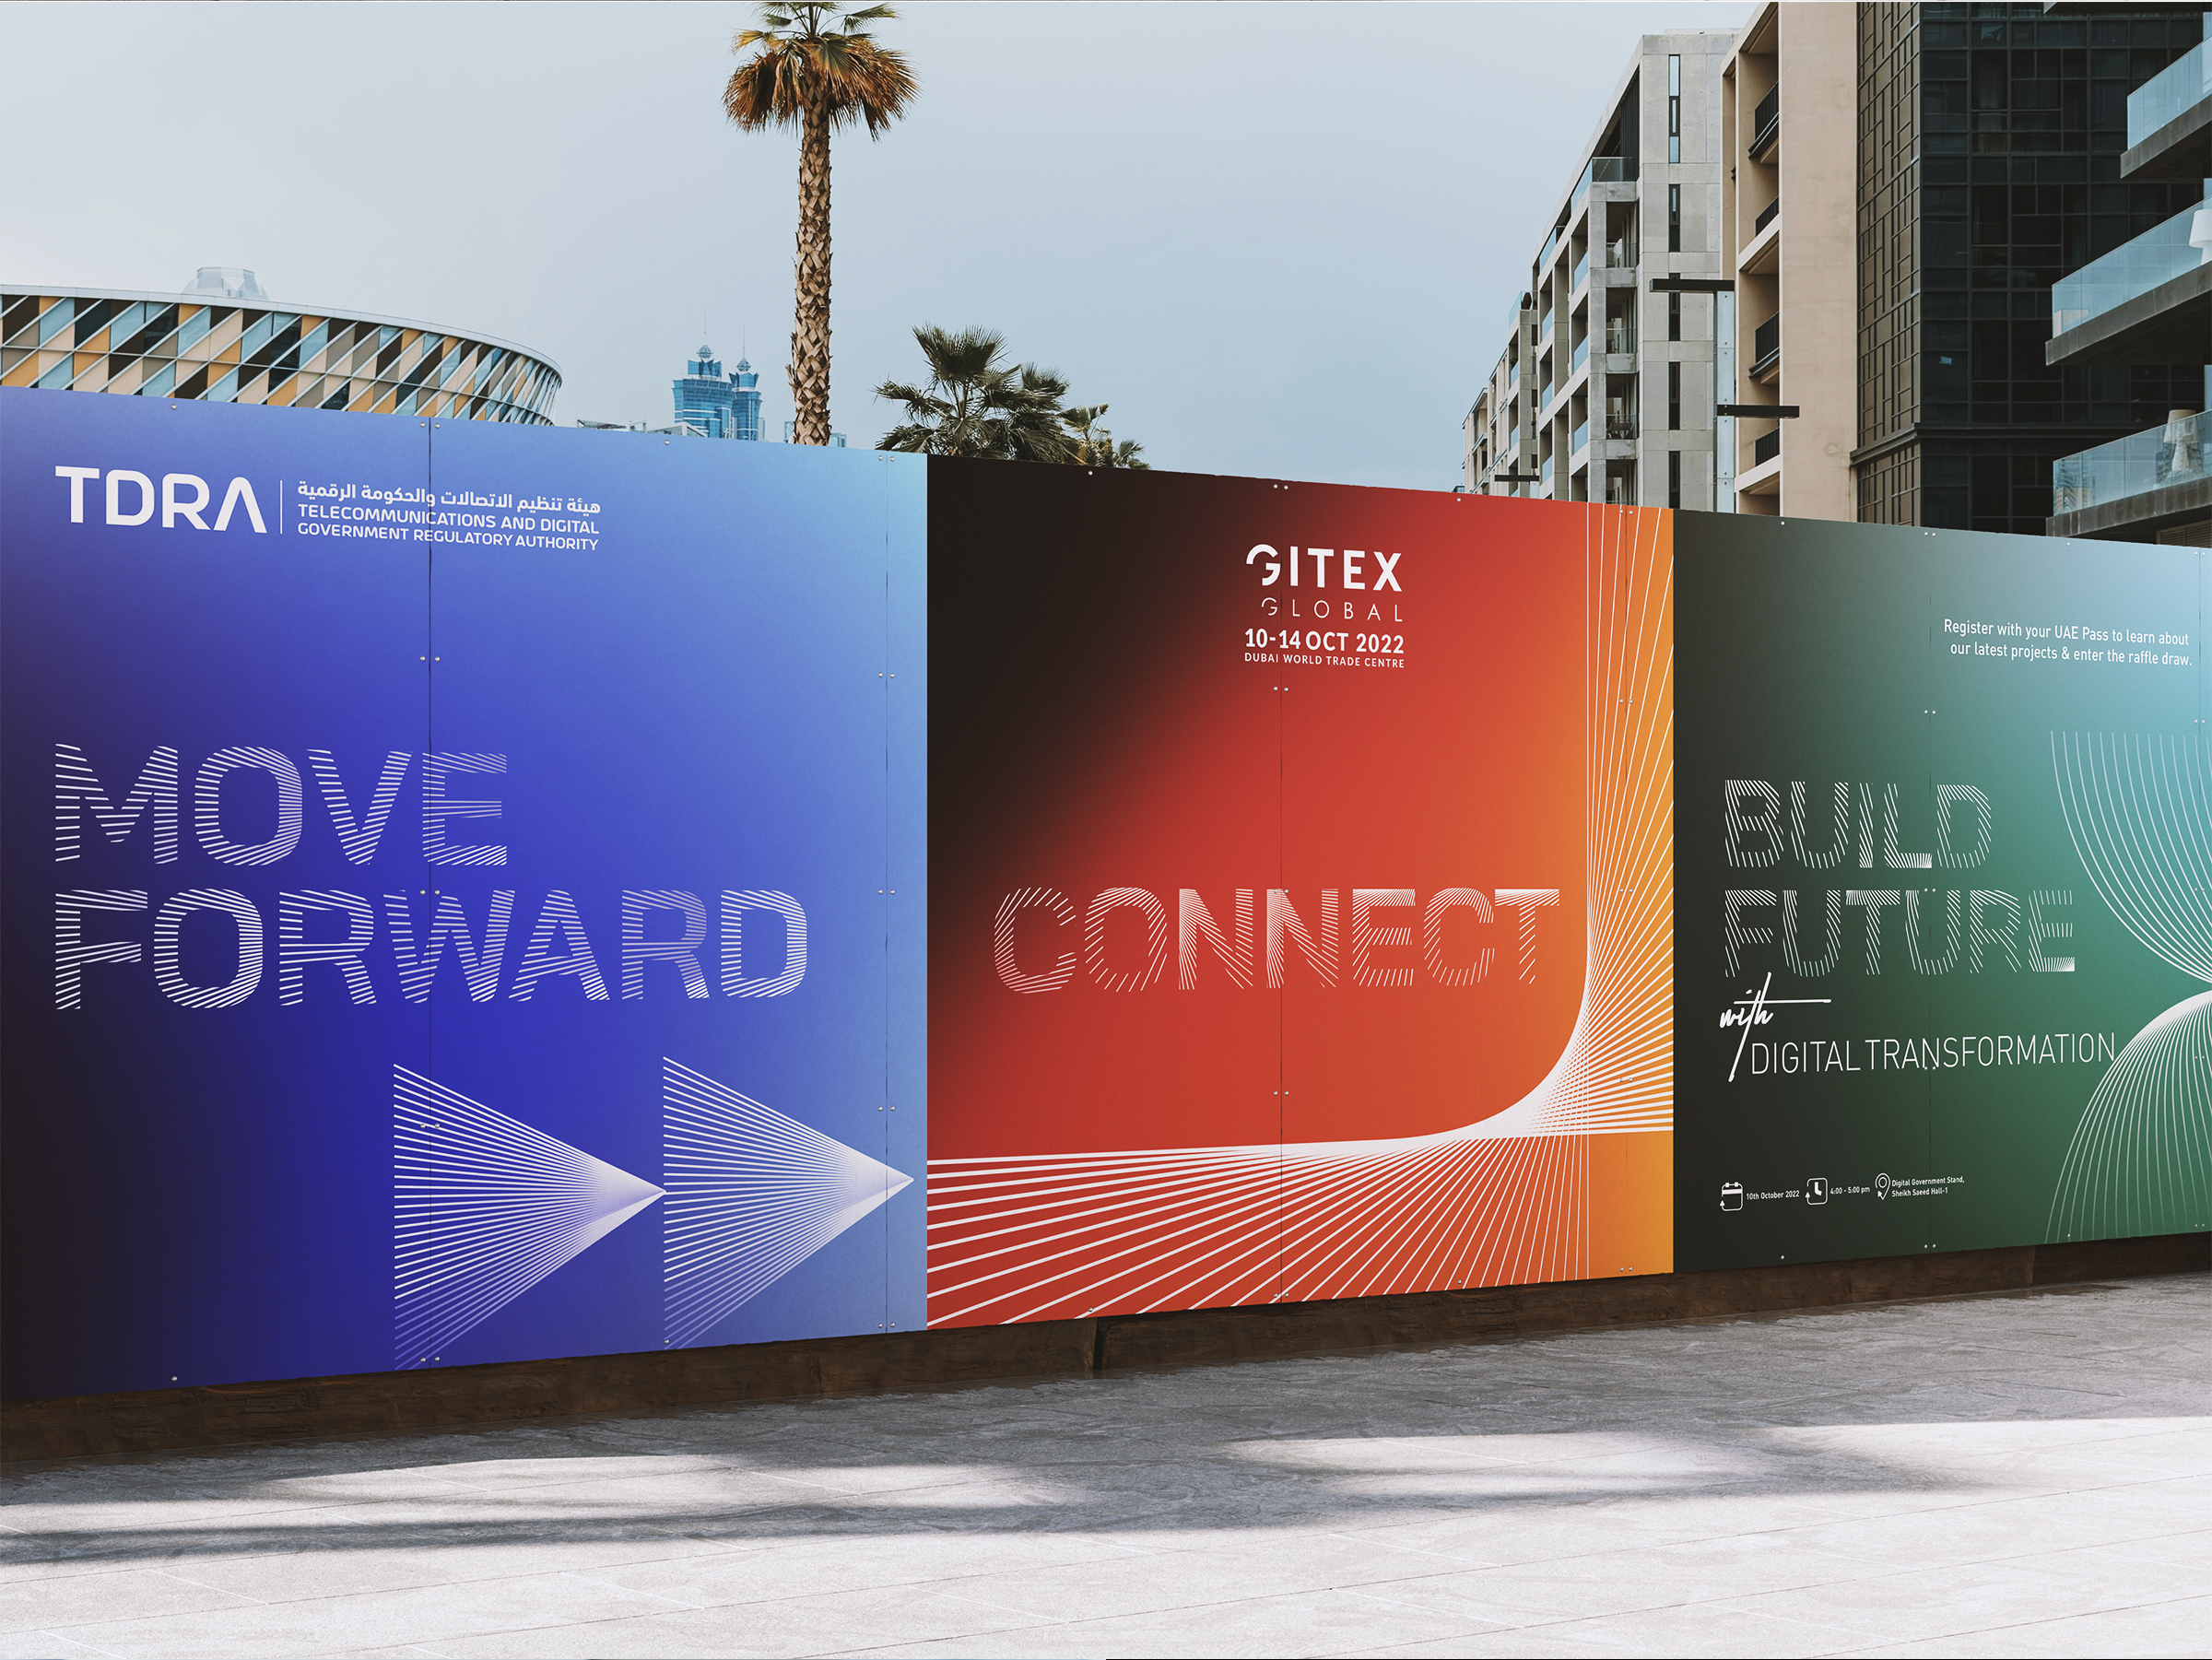 TDRA
هيئة تنظيم الاتصالات والحكومة الرقمية
TELECOMMUNICATIONS AND DIGITAL
GOVERNMENT REGULATORY AUTHORITY
MOVE
FORWARD
GITEX
GLOBAL
10-14 OCT 2022
DUBAI WORLD TRADE CENTRE
CONNECT
Register with your UAE Pass to learn about
our latest projects & enter the raffle draw.
BUILD
FUTURE
with
DIGITAL TRANSFORMATION
10th October 2022
4:00 - 5:00 pm
Digital Government Stand,
Sheikh Saeed Hall-1